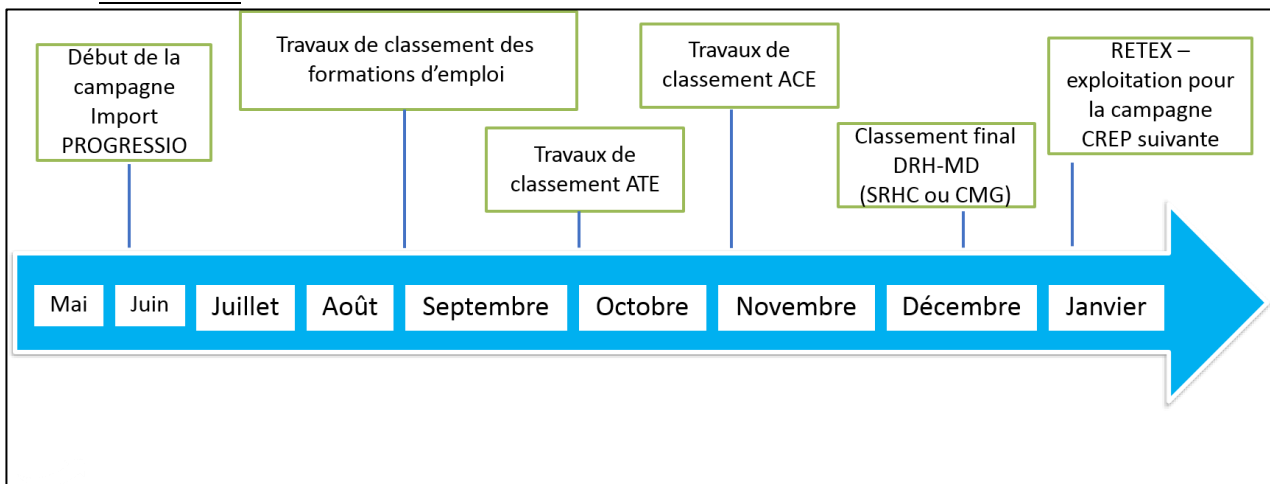 Début de la
campagne
Import
PROGRESSIO
Travaux de classement des
formations d’emploi
Travaux de
classement ATE
Travaux de
classement ACE
Classement final
DRH-MD
(SRHC ou CMG)
RETEX –
exploitation pour
la campagne
CREP suivante
Mai
Juin
Juillet
Août
Septembre
Octobre
Novembre
Décembre
Janvier